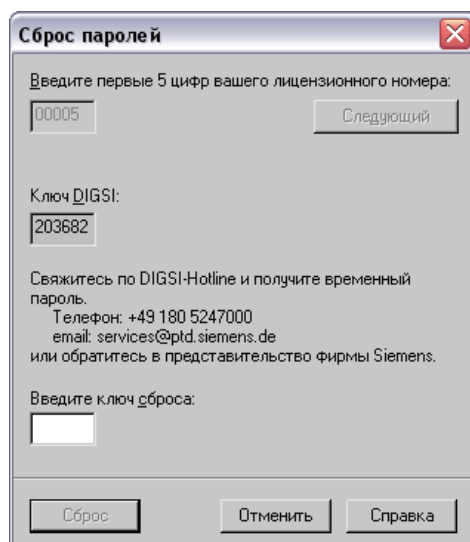 Сброс паролей
Введите первые 5 цифр вашего лицензионного номера:
00005
Следующий
Ключ DIGSI:
203682
Свяжитесь по DIGSI-Hotline и получите временный
пароль.
Телефон: +49 180 5247000
email: services@ptd.siemens.de
или обратитесь в представительство фирмы Siemens.
Введите ключ сброса:
Сброс
Отменить
Справка